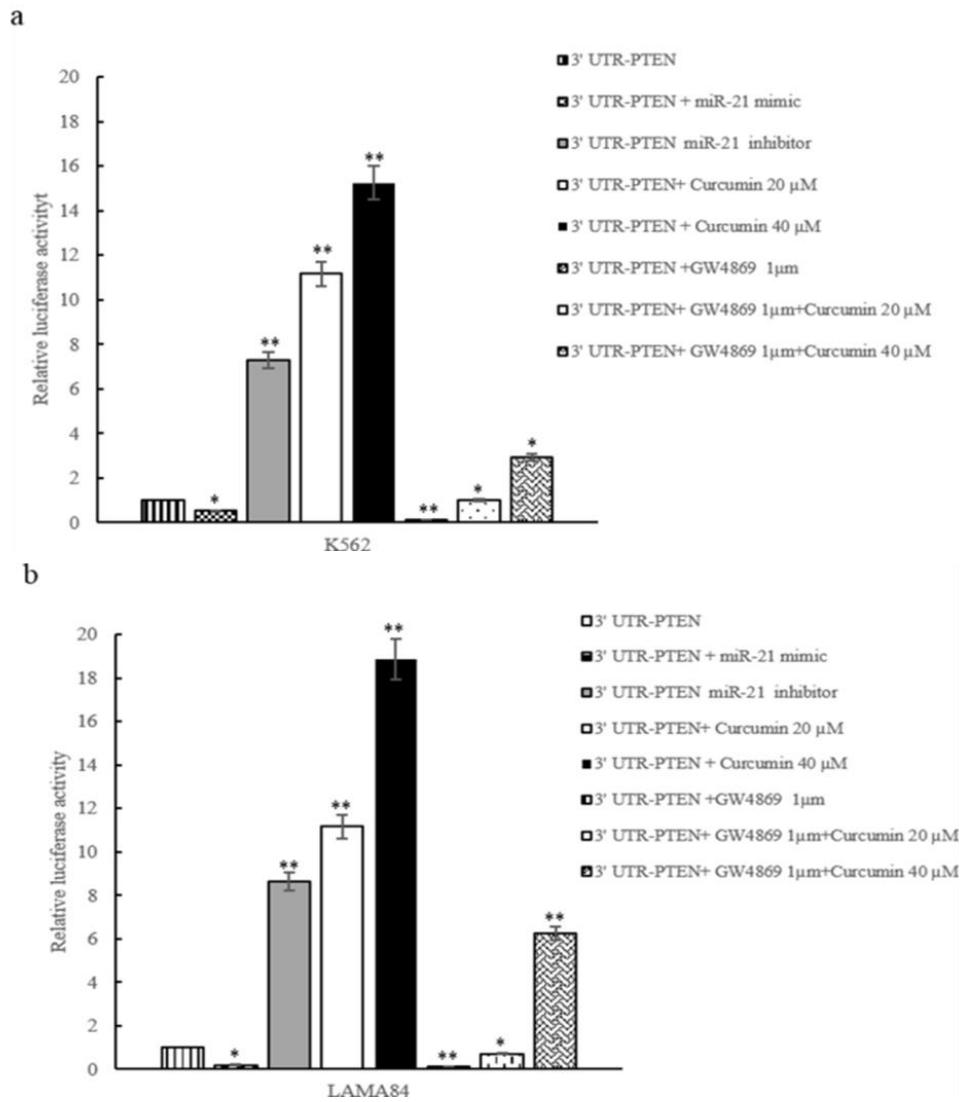 a
3' UTR-PTEN
3' UTR-PTEN + miR-21 mimic
3' UTR-PTEN miR-21 inhibitor
3' UTR-PTEN+ Curcumin 20 µM
3' UTR-PTEN + Curcumin 40 µM
3' UTR-PTEN +GW4869 1µm
3' UTR-PTEN+ GW4869 1µm+Curcumin 20 µM
3' UTR-PTEN+ GW4869 1µm+Curcumin 40 µM
Relative luciferase activityt
20
18
16
14
12
10
8
6
4
2
0
*
**
**
**
**
*
*
K562
b
3' UTR-PTEN
3' UTR-PTEN + miR-21 mimic
3' UTR-PTEN miR-21 inhibitor
3' UTR-PTEN+ Curcumin 20 µM
3' UTR-PTEN + Curcumin 40 µM
3' UTR-PTEN +GW4869 1µm
3' UTR-PTEN+ GW4869 1µm+Curcumin 20 µM
3' UTR-PTEN+ GW4869 1µm+Curcumin 40 µM
Relative luciferase activity
20
18
16
14
12
10
8
6
4
2
0
*
**
**
**
**
*
**
LAMA84